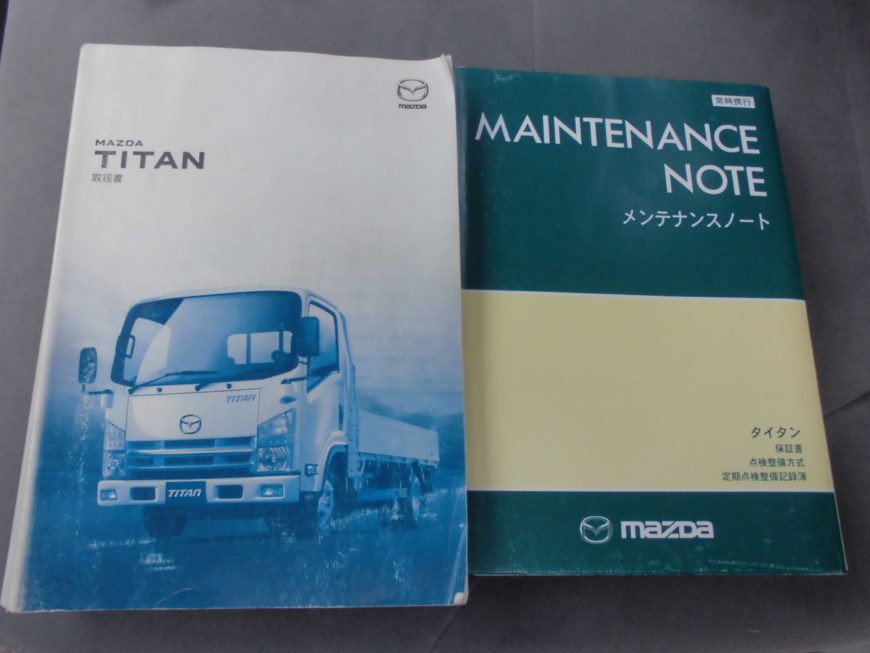 mazda
MAZDA
TITAN
取扱書
TITAN
TITAN
常時携行
MAINTENANCE
NOTE
メンテナンスノート
タイタン
保証書
点検整備方式
定期点検整備記録簿
mazda